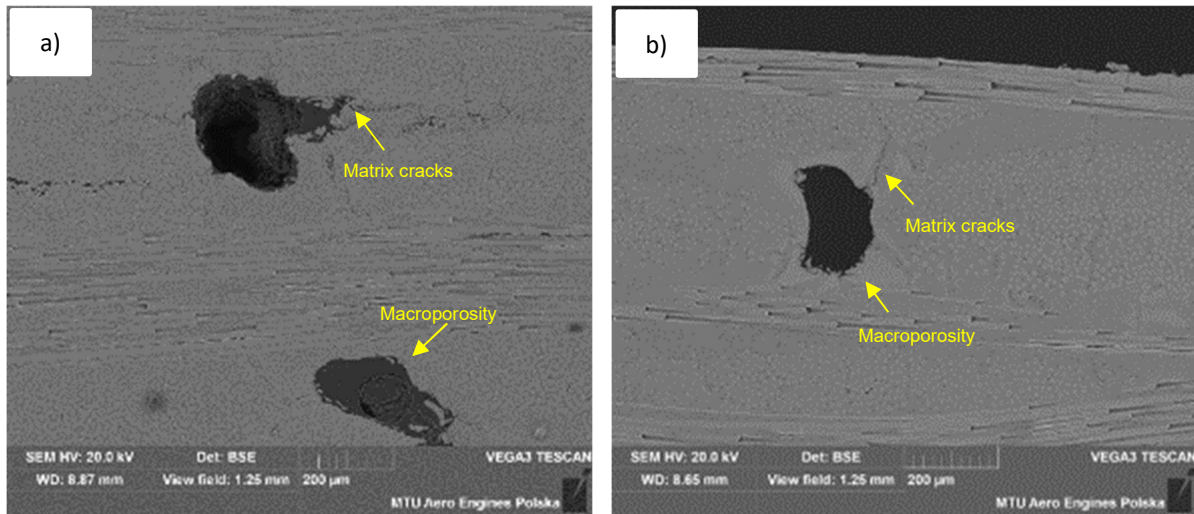 a)
Matrix cracks
Macroporosity
SEM HV: 20.0 kV Det: BSE VEGA3 TESCAN
WD: 8.87 mm View field: 1.25 mm 200 µm
MTU Aero Engines Polska
b)
Matrix cracks
Macroporosity
SEM HV: 20.0 kV Det: BSE VEGA3 TESCAN
WD: 8.65 mm View field: 1.25 mm 200 µm
MTU Aero Engines Polska